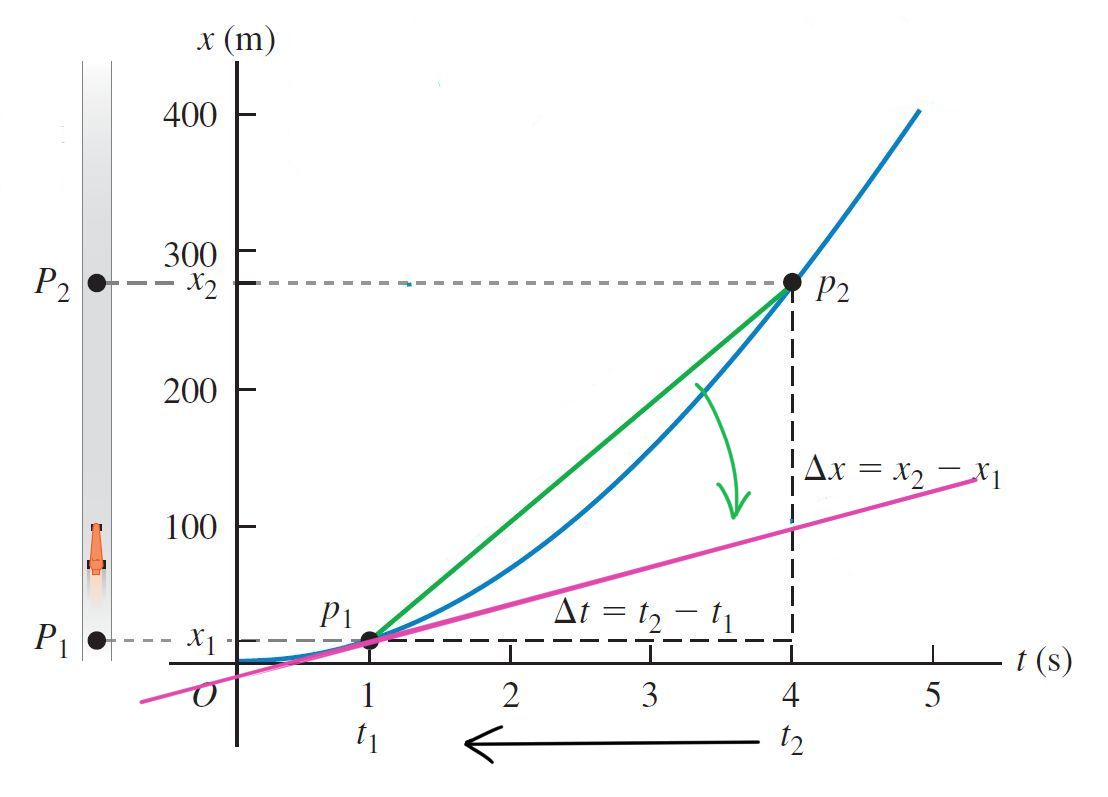 x (m)
400
300
P₂ x₂ p₂
200
Δx = x₂ − x₁
100
p₁ Δt = t₂ − t₁
P₁ x₁
O 1 2 3 4 5 t (s)
t₁ t₂